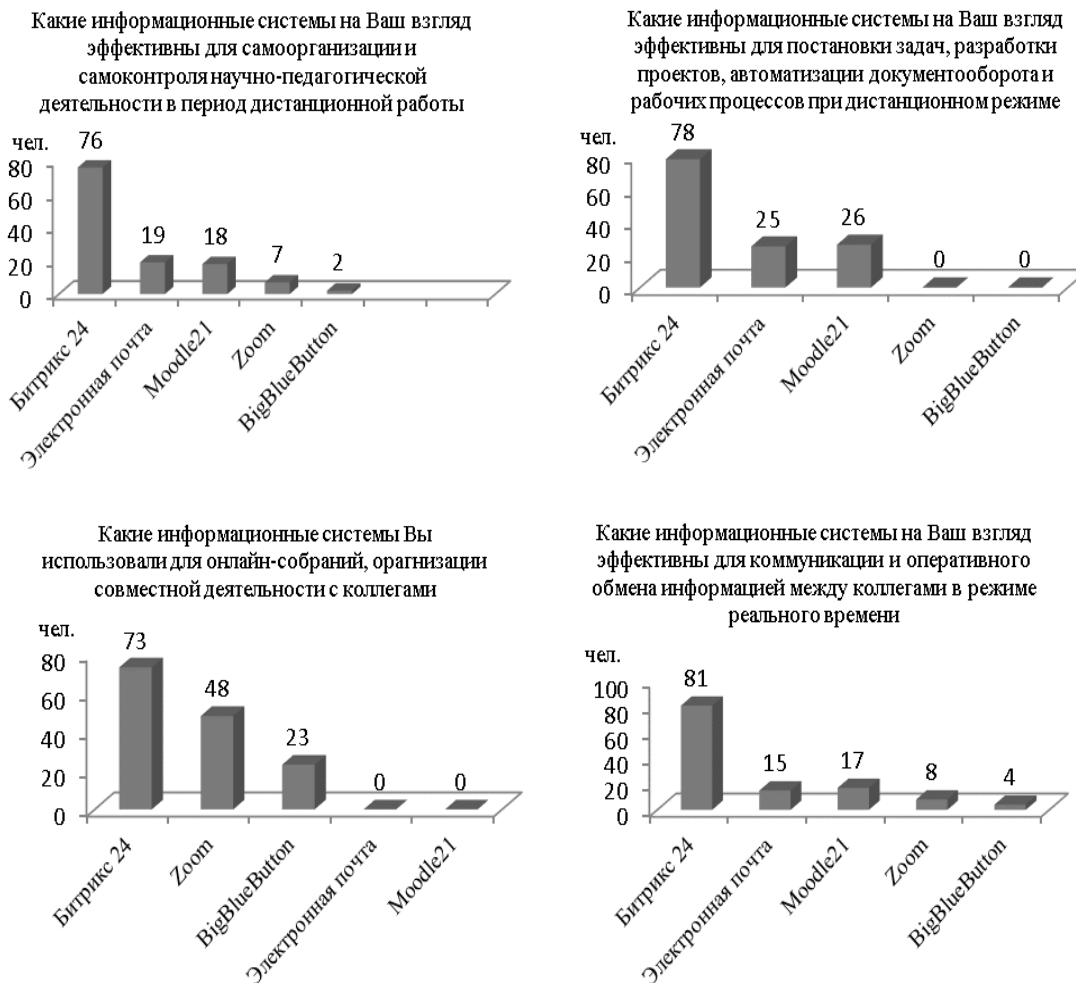 Какие информационные системы на Ваш взгляд
эффективны для самоорганизации и
самоконтроля научно-педагогической
деятельности в период дистанционной работы
чел.
76
80
60
40
20
0
19
18
7
2
Битрикс 24
Электронная почта
Moodle21
Zoom
BigBlueButton
Какие информационные системы на Ваш взгляд
эффективны для постановки задач, разработки
проектов, автоматизации документооборота и
рабочих процессов при дистанционном режиме
чел.
78
80
60
40
20
0
25
26
0
0
Битрикс 24
Электронная почта
Moodle21
Zoom
BigBlueButton
Какие информационные системы Вы
использовали для онлайн-собраний, орагнизации
совместной деятельности с коллегами
чел.
73
80
60
40
20
0
48
23
0
0
Битрикс 24
Zoom
BigBlueButton
Электронная почта
Moodle21
Какие информационные системы на Ваш взгляд
эффективны для коммуникации и оперативного
обмена информацией между коллегами в режиме
реального времени
чел.
81
100
80
60
40
20
0
15
17
8
4
Битрикс 24
Электронная почта
Moodle21
Zoom
BigBlueButton